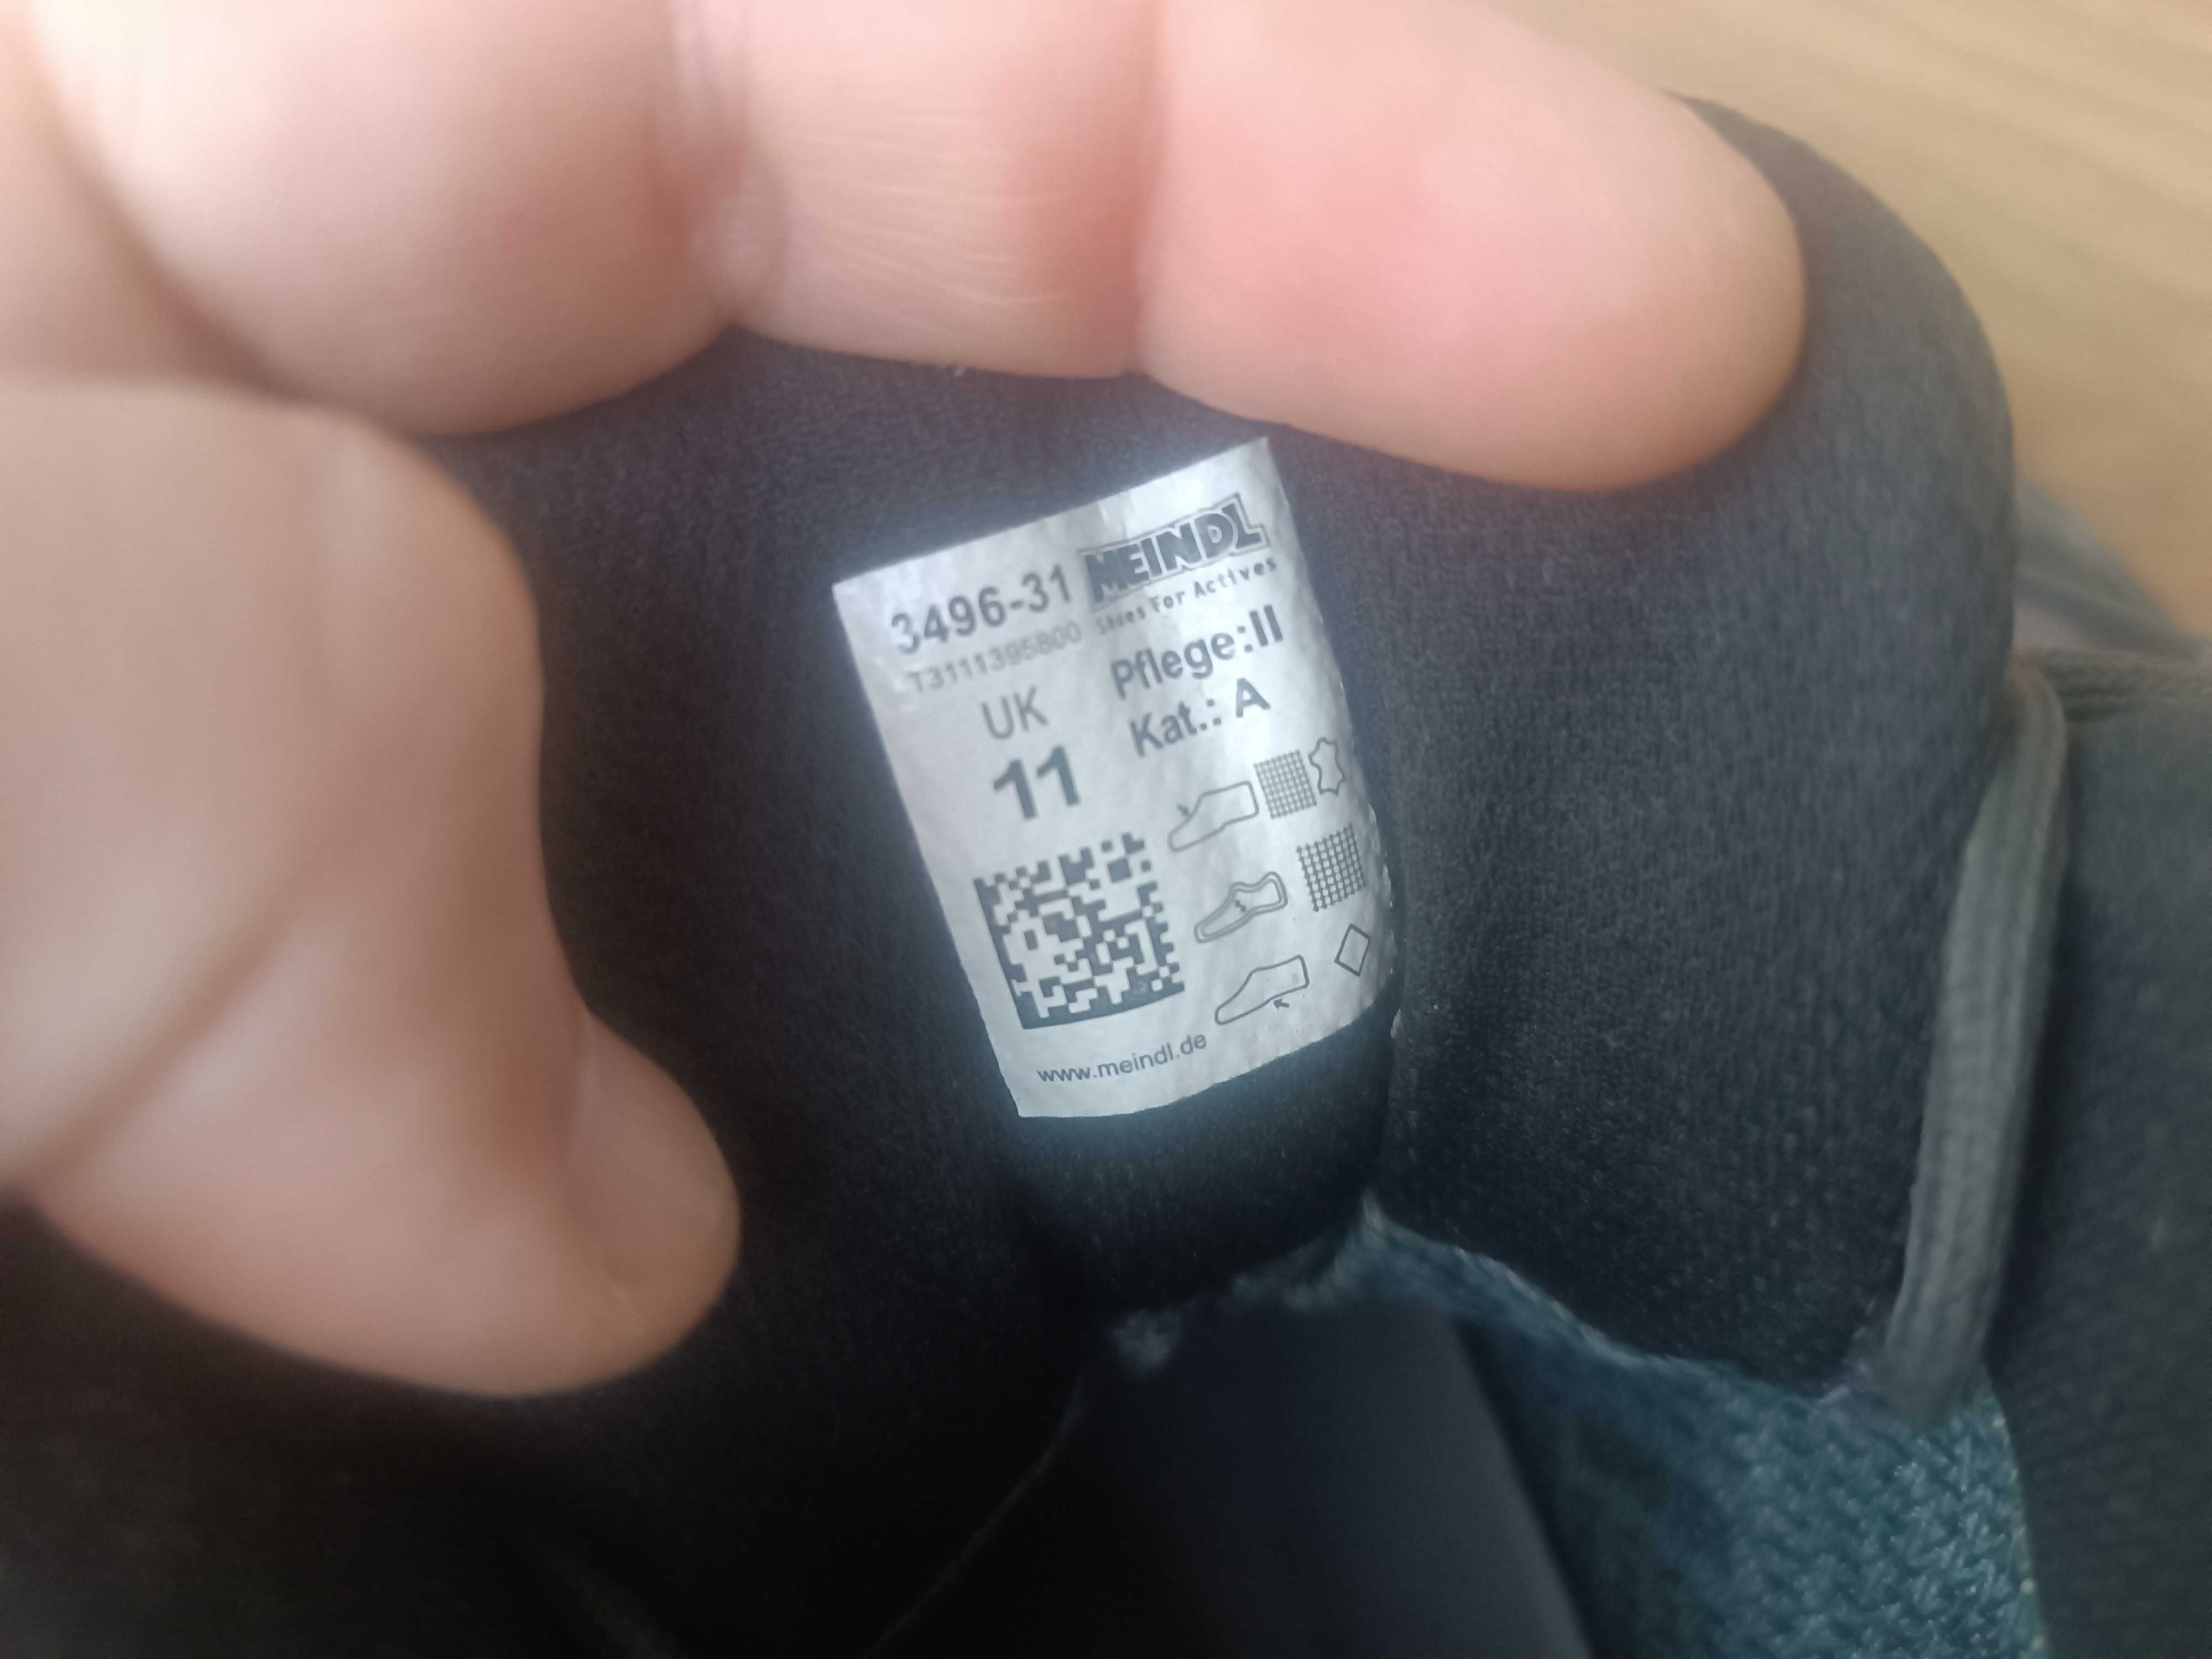 3496-31 MEINDL
Shoes For Actives
T3111395800
Pflege:II
UK
Kat.: A
11
www.meindl.de